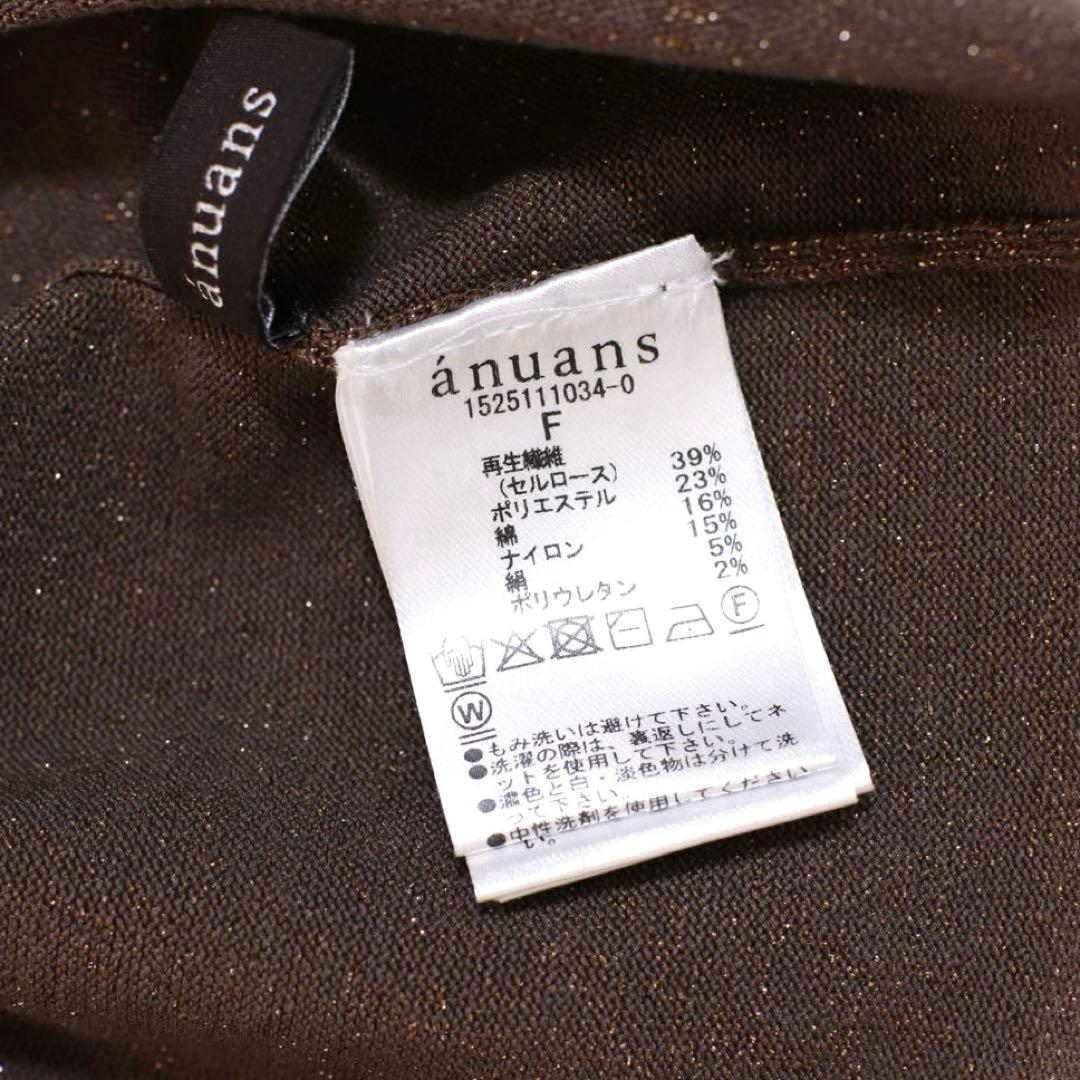 ánuans
ánuans
1525111034-0
F
再生繊維 39%
(セルロース)
ポリエステル 23%
綿 16%
ナイロン 15%
絹 5%
ポリウレタン 2%
F
W
●もみ洗いは避けて下さい。
●洗濯の際は、裏返しにしてネ
ットを使用して下さい。
●濃色と白・淡色物は分けて洗
って下さい。
●中性洗剤を使用してください
い。